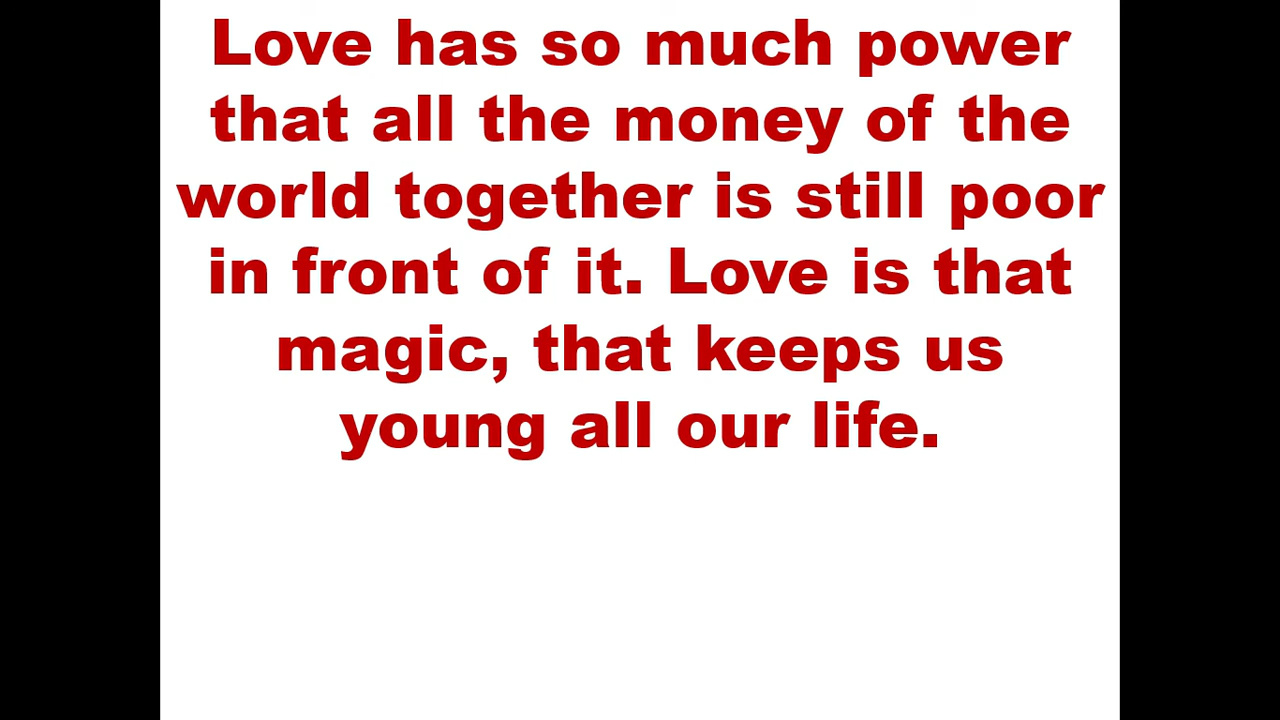 Love has so much power
that all the money of the
world together is still poor
in front of it. Love is that
magic, that keeps us
young all our life.